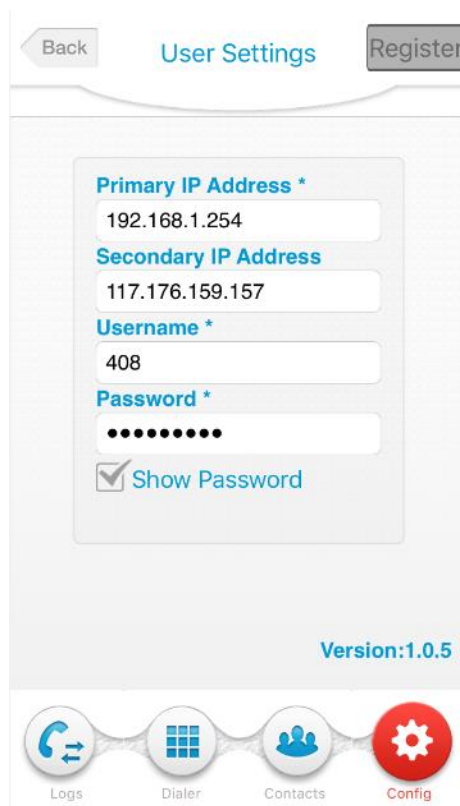 Back
User Settings
Register
Primary IP Address *
192.168.1.254
Secondary IP Address
117.176.159.157
Username *
408
Password *
•••••••••
Show Password
Version:1.0.5
Logs
Dialer
Contacts
Config